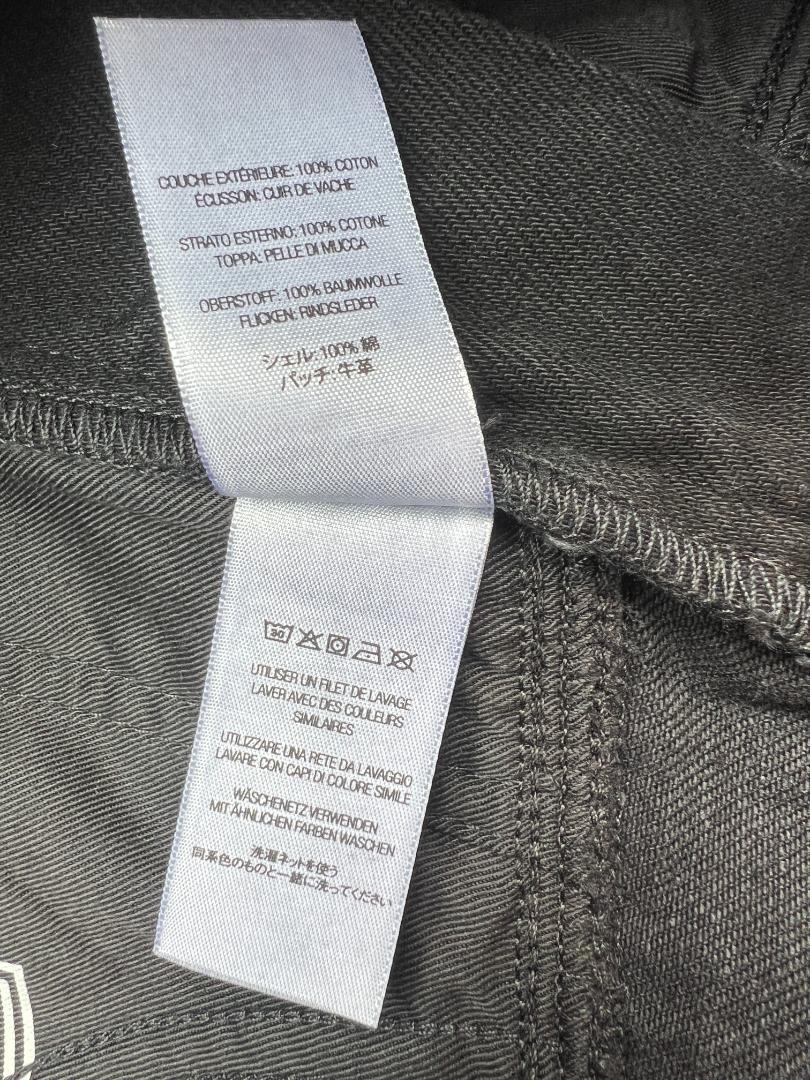 COUCHE EXTÉRIEURE: 100% COTON
ÉCUSSON: CUIR DE VACHE
STRATO ESTERNO: 100% COTONE
TOPPA: PELLE DI MUCCA
OBERSTOFF: 100% BAUMWOLLE
FLICKEN: RINDSLEDER
シェル: 100% 綿
パッチ: 牛革
30
UTILISER UN FILET DE LAVAGE
LAVER AVEC DES COULEURS
SIMILAIRES
UTILIZZARE UNA RETE DA LAVAGGIO
LAVARE CON CAPI DI COLORE SIMILE
WÄSCHENETZ VERWENDEN
MIT ÄHNLICHEN FARBEN WASCHEN
洗濯ネットを使う
同系色のものと一緒に洗ってください